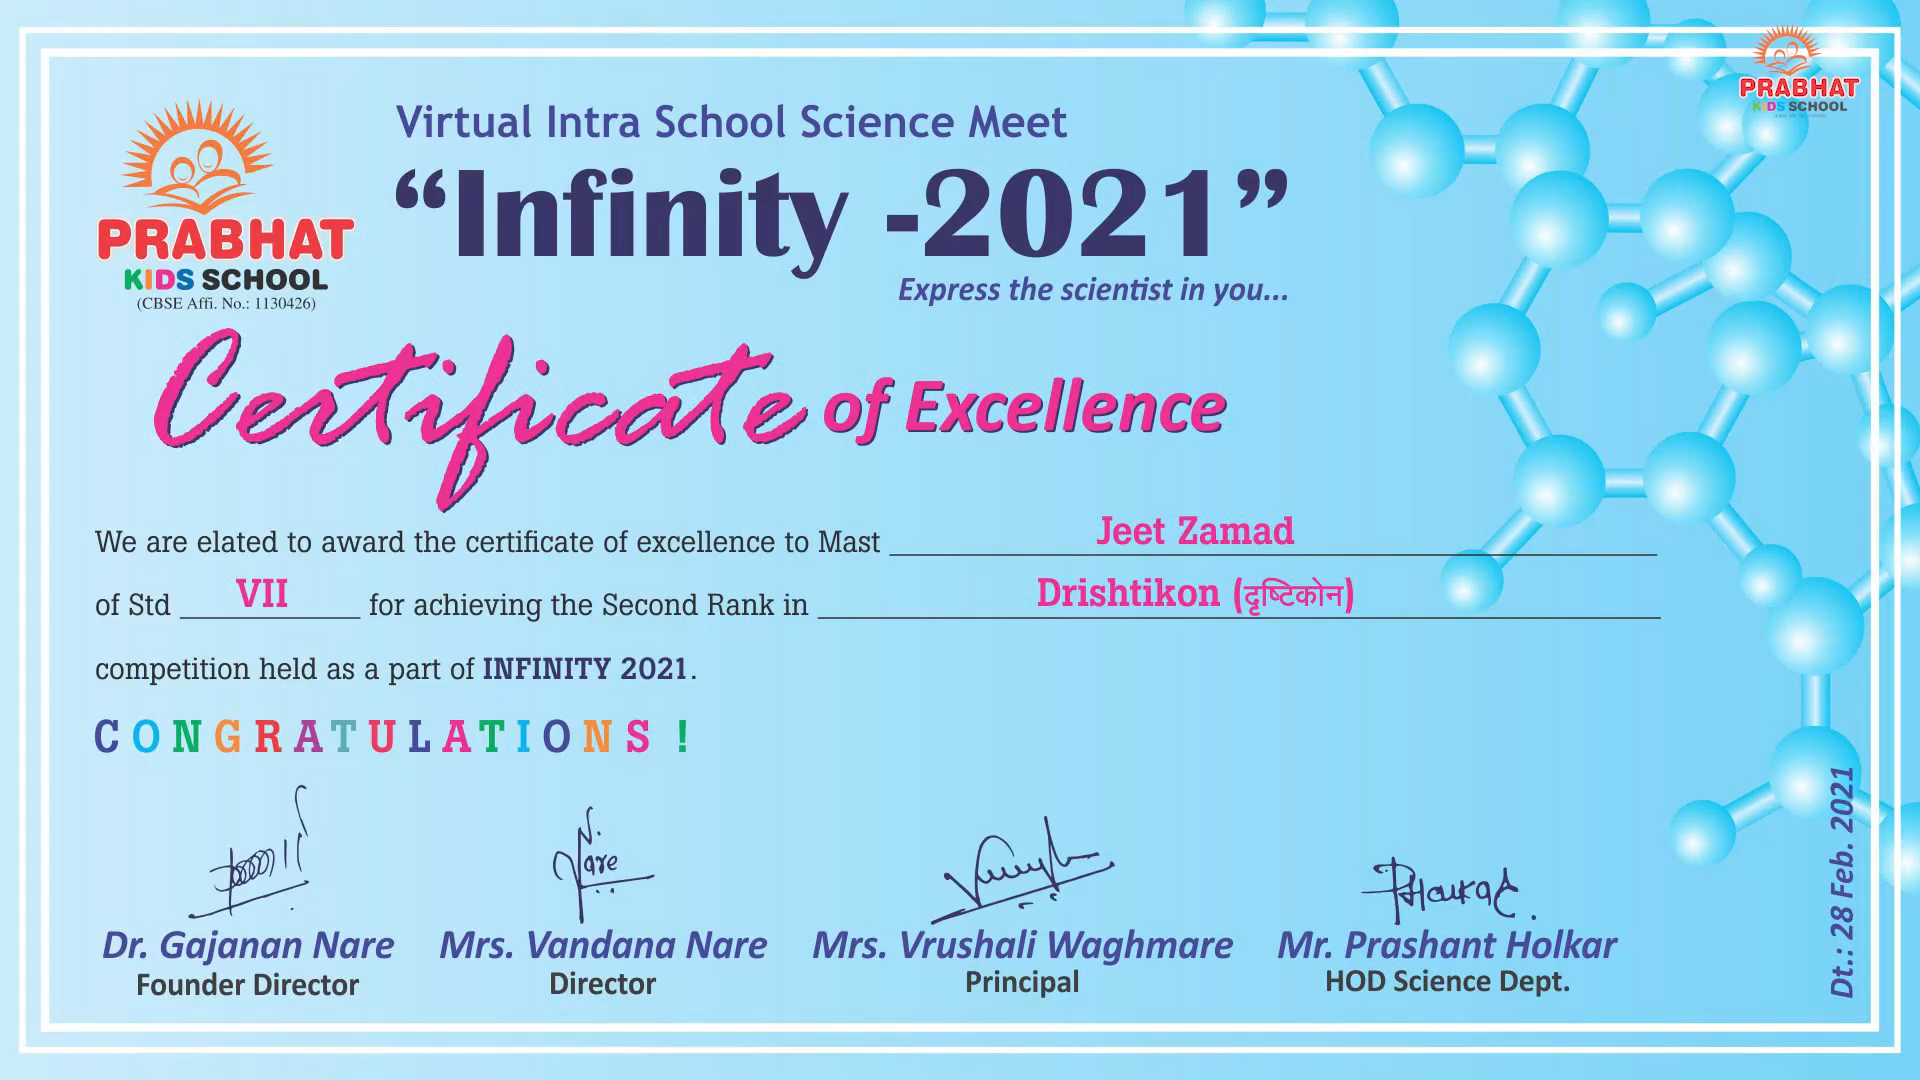 PRABHAT
KIDS SCHOOL
(CBSE Affi. No.: 1130426)
Virtual Intra School Science Meet
“Infinity -2021”
Express the scientist in you...
PRABHAT
KIDS SCHOOL
Certificate of Excellence
We are elated to award the certificate of excellence to Mast Jeet Zamad
of Std VII for achieving the Second Rank in Drishtikon (दृष्टिकोन)
competition held as a part of INFINITY 2021.
CONGRATULATIONS !
Dr. Gajanan Nare
Founder Director
Mrs. Vandana Nare
Director
Mrs. Vrushali Waghmare
Principal
Mr. Prashant Holkar
HOD Science Dept.
Dt.: 28 Feb. 2021